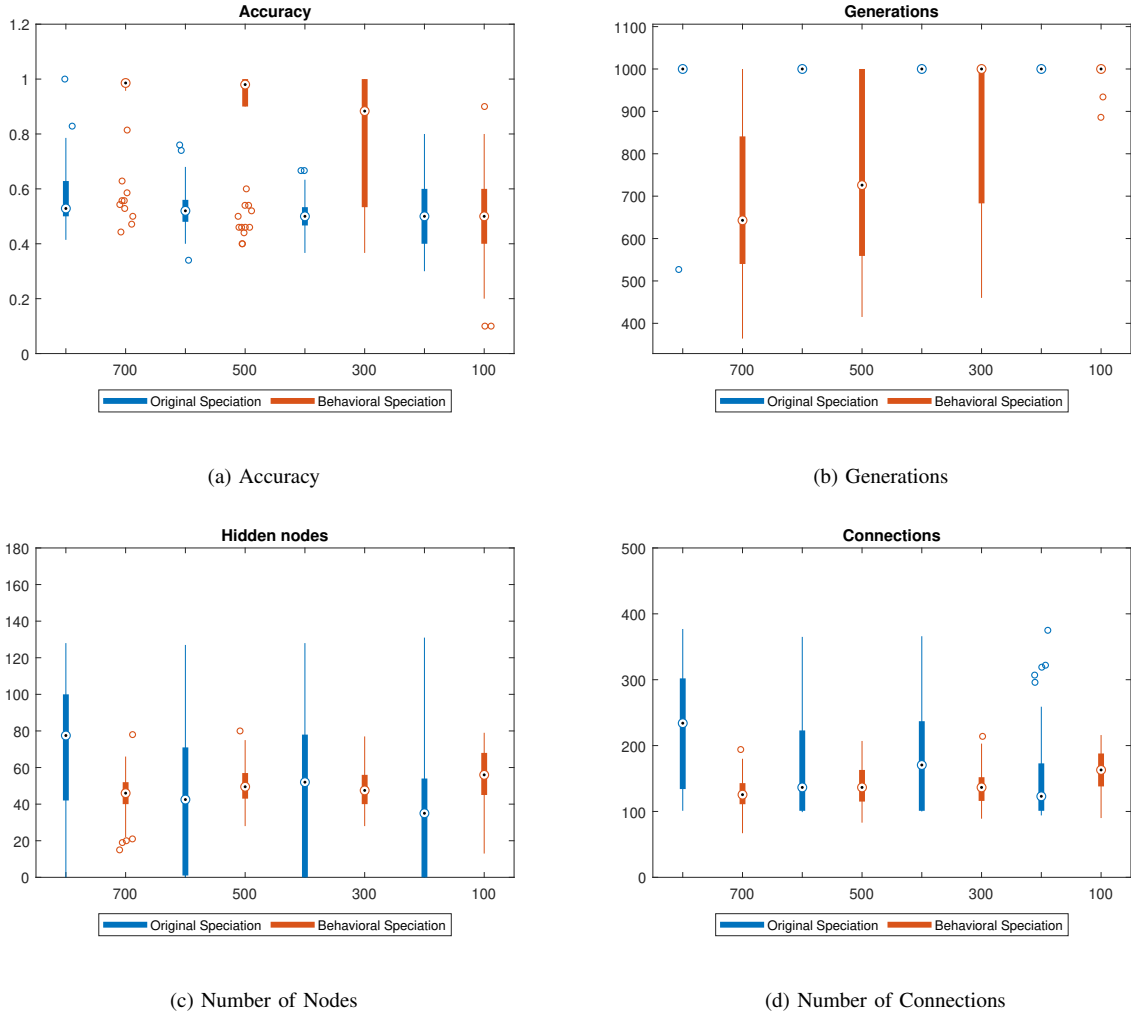 Accuracy
1.2
1
0.8
0.6
0.4
0.2
0
700 500 300 100
Original Speciation Behavioral Speciation
(a) Accuracy
Generations
1100
1000
900
800
700
600
500
400
700 500 300 100
Original Speciation Behavioral Speciation
(b) Generations
Hidden nodes
180
160
140
120
100
80
60
40
20
0
700 500 300 100
Original Speciation Behavioral Speciation
(c) Number of Nodes
Connections
500
400
300
200
100
0
700 500 300 100
Original Speciation Behavioral Speciation
(d) Number of Connections